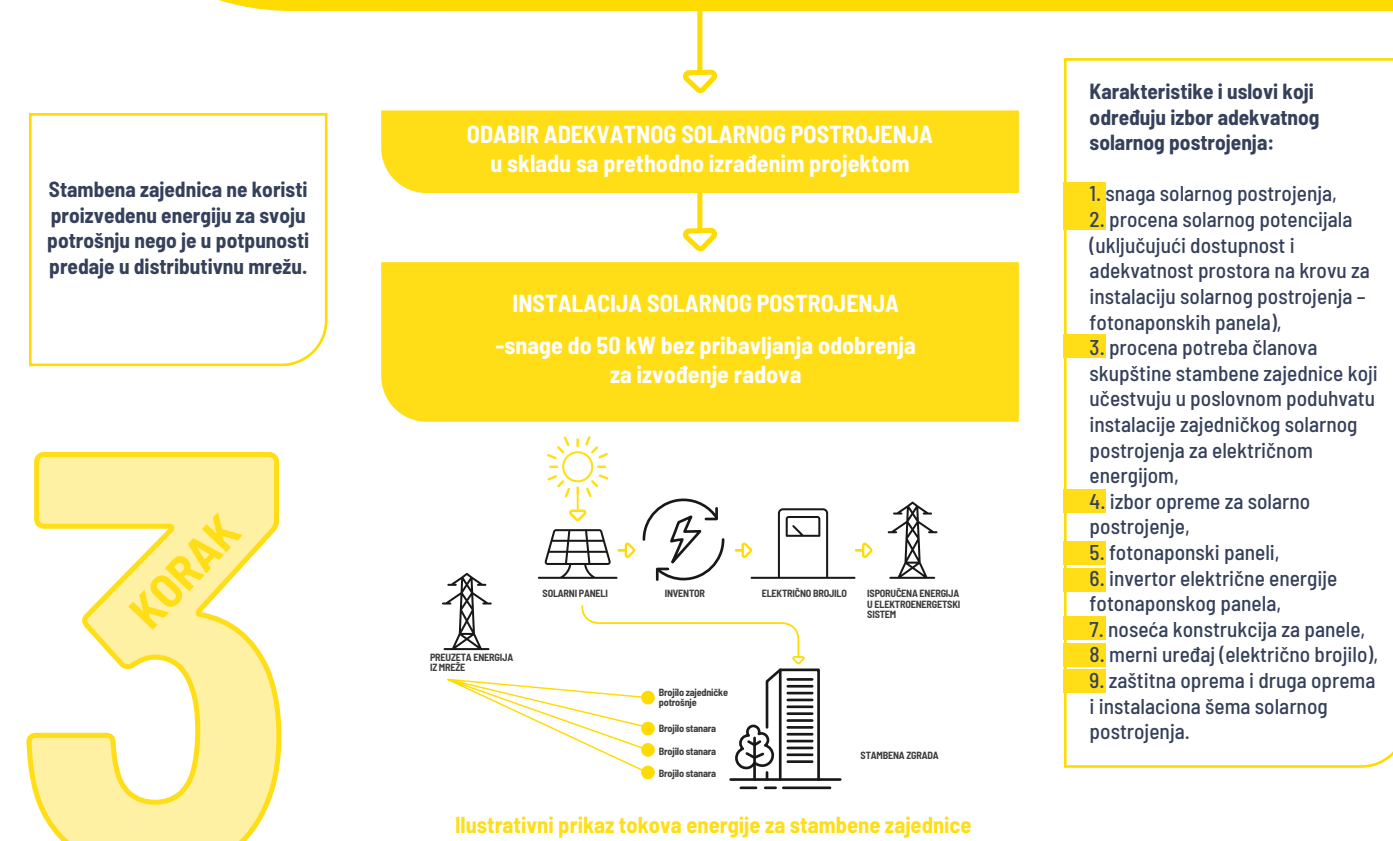 Stambena zajednica ne koristi
proizvedenu energiju za svoju
potrošnju nego je u potpunosti
predaje u distributivnu mrežu.
3
KORAK
ODABIR ADEKVATNOG SOLARNOG POSTROJENJA
u skladu sa prethodno izrađenim projektom
INSTALACIJA SOLARNOG POSTROJENJA
-snage do 50 kW bez pribavljanja odobrenja
za izvođenje radova
SOLARNI PANELI
INVENTOR
ELEKTRIČNO BROJILO
ISPORUČENA ENERGIJA
U ELEKTROENERGETSKI
SISTEM
PREUZETA ENERGIJA
IZ MREŽE
Brojilo zajedničke
potrošnje
Brojilo stanara
Brojilo stanara
Brojilo stanara
STAMBENA ZGRADA
Ilustrativni prikaz tokova energije za stambene zajednice
Karakteristike i uslovi koji
određuju izbor adekvatnog
solarnog postrojenja:
1. snaga solarnog postrojenja,
2. procena solarnog potencijala
(uključujući dostupnost i
adekvatnost prostora na krovu za
instalaciju solarnog postrojenja –
fotonaponskih panela),
3. procena potreba članova
skupštine stambene zajednice koji
učestvuju u poslovnom poduhvatu
instalacije zajedničkog solarnog
postrojenja za električnom
energijom,
4. izbor opreme za solarno
postrojenje,
5. fotonaponski paneli,
6. invertor električne energije
fotonaponskog panela,
7. noseća konstrukcija za panele,
8. merni uređaj (električno brojilo),
9. zaštitna oprema i druga oprema
i instalaciona šema solarnog
postrojenja.